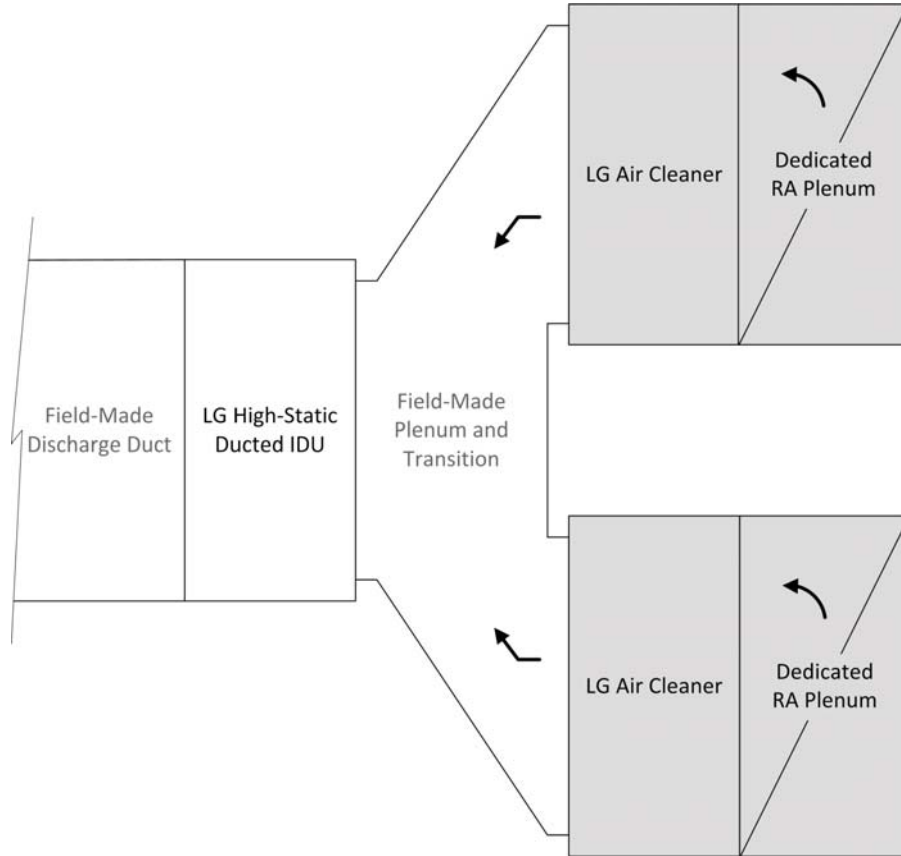 LG Air Cleaner
Dedicated
RA Plenum
Field-Made
Discharge Duct
LG High-Static
Ducted IDU
Field-Made
Plenum and
Transition
LG Air Cleaner
Dedicated
RA Plenum